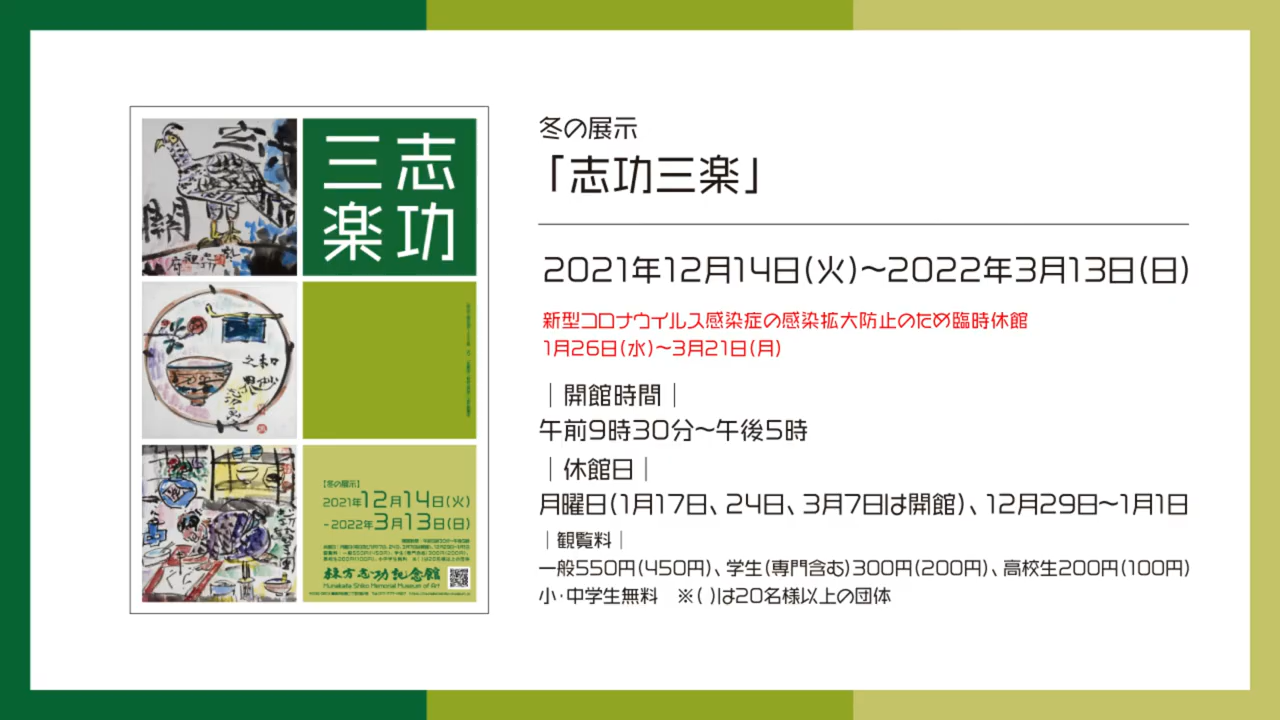 志功
三楽
【冬の展示】
2021年12月14日(火)
-2022年3月13日(日)
棟方志功記念館
Munakata Shiko Memorial Museum of Art
冬の展示
「志功三楽」
2021年12月14日(火)〜2022年3月13日(日)
新型コロナウイルス感染症の感染拡大防止のため臨時休館
1月26日(水)〜3月21日(月)
｜開館時間｜
午前9時30分〜午後5時
｜休館日｜
月曜日(1月17日、24日、3月7日は開館)、12月29日〜1月1日
｜観覧料｜
一般550円(450円)、学生(専門含む)300円(200円)、高校生200円(100円)
小・中学生無料　※( )は20名様以上の団体